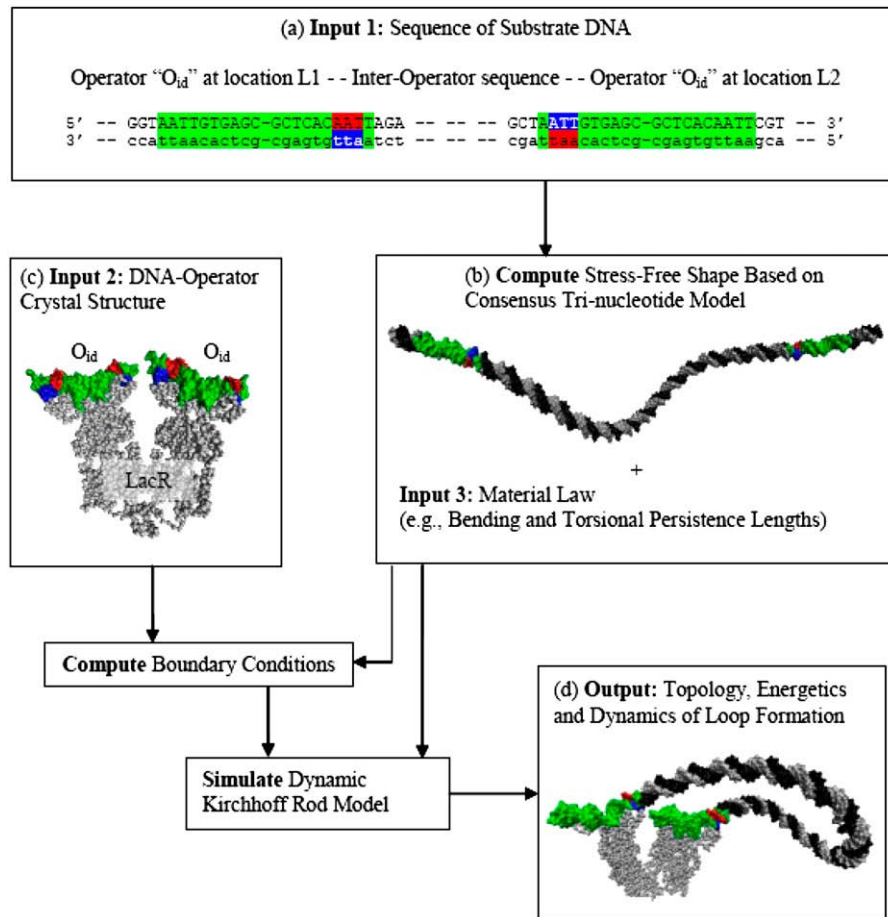 (a) Input 1: Sequence of Substrate DNA
Operator “Oid” at location L1 - - Inter-Operator sequence - - Operator “Oid” at location L2
5’ -- GGTAATTGTGAGC-GCTCACAATTAGA -- -- -- GCTAATTGTGAGC-GCTCACAATTCGT -- 3’
3’ -- ccattaacactcg-cgagtgttaatct -- -- -- cgattaacactcg-cgagtgttaagca -- 5’
(c) Input 2: DNA-Operator
Crystal Structure
Oid Oid
LacR
(b) Compute Stress-Free Shape Based on
Consensus Tri-nucleotide Model
+
Input 3: Material Law
(e.g., Bending and Torsional Persistence Lengths)
Compute Boundary Conditions
Simulate Dynamic
Kirchhoff Rod Model
(d) Output: Topology, Energetics
and Dynamics of Loop Formation